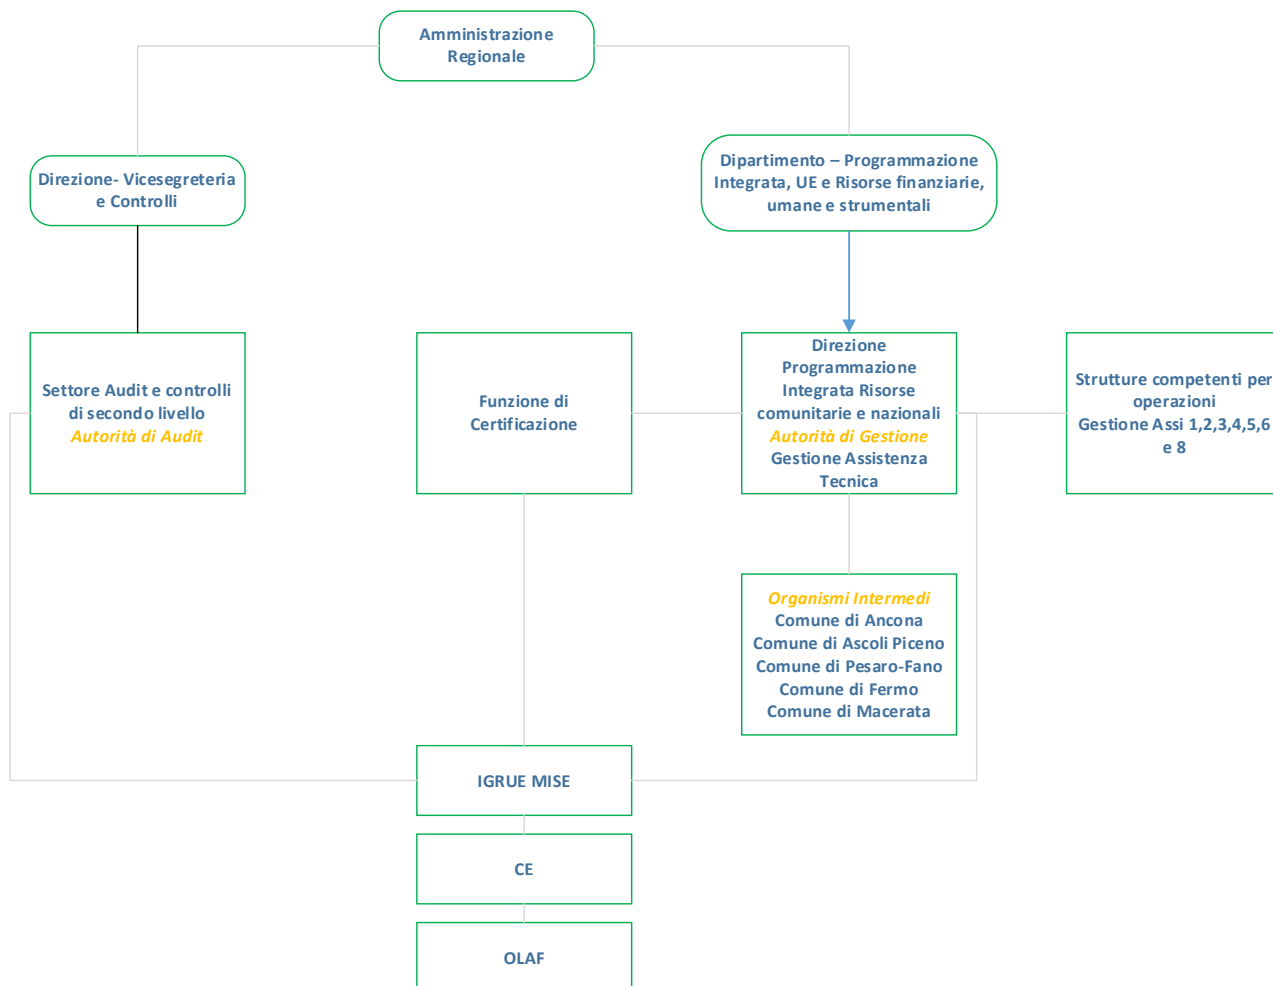 Amministrazione
Regionale
Direzione- Vicesegreteria
e Controlli
Dipartimento – Programmazione
Integrata, UE e Risorse finanziarie,
umane e strumentali
Settore Audit e controlli
di secondo livello
Autorità di Audit
Funzione di
Certificazione
Direzione
Programmazione
Integrata Risorse
comunitarie e nazionali
Autorità di Gestione
Gestione Assistenza
Tecnica
Strutture competenti per
operazioni
Gestione Assi 1,2,3,4,5,6
e 8
Organismi Intermedi
Comune di Ancona
Comune di Ascoli Piceno
Comune di Pesaro-Fano
Comune di Fermo
Comune di Macerata
IGRUE MISE
CE
OLAF